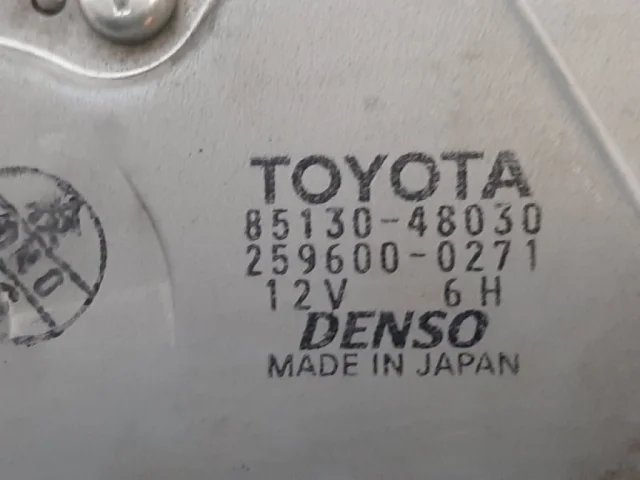 TOYOTA
85130-48030
259600-0271
12V 6H
DENSO
MADE IN JAPAN